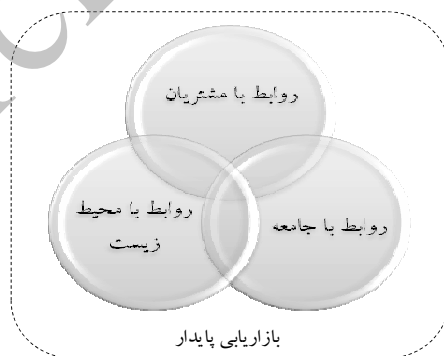 روابط با مشتریان
روابط با محیط
زیست
روابط با جامعه
بازاریابی پایدار